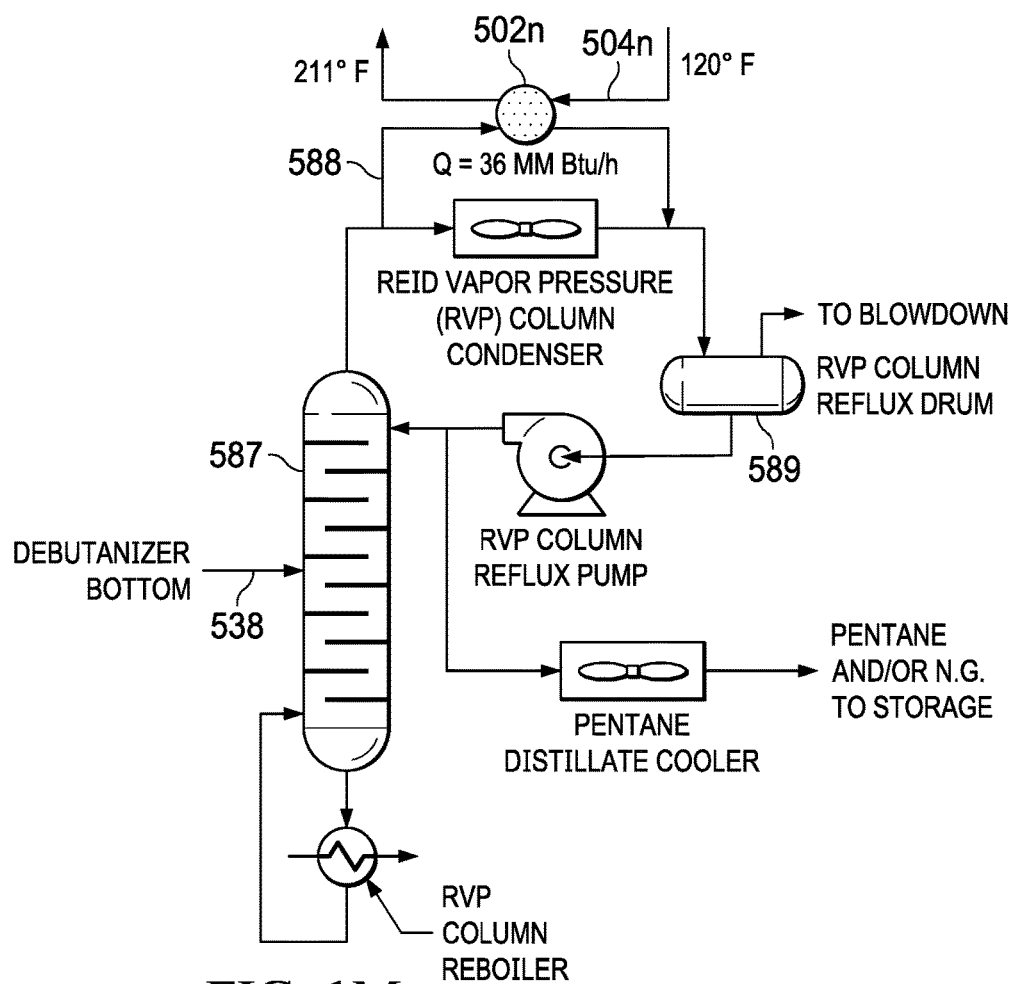 502n
504n
211° F
120° F
588
Q = 36 MM Btu/h
REID VAPOR PRESSURE
(RVP) COLUMN
CONDENSER
TO BLOWDOWN
RVP COLUMN
REFLUX DRUM
587
589
RVP COLUMN
REFLUX PUMP
DEBUTANIZER
BOTTOM
538
PENTANE
AND/OR N.G.
TO STORAGE
PENTANE
DISTILLATE COOLER
RVP
COLUMN
REBOILER